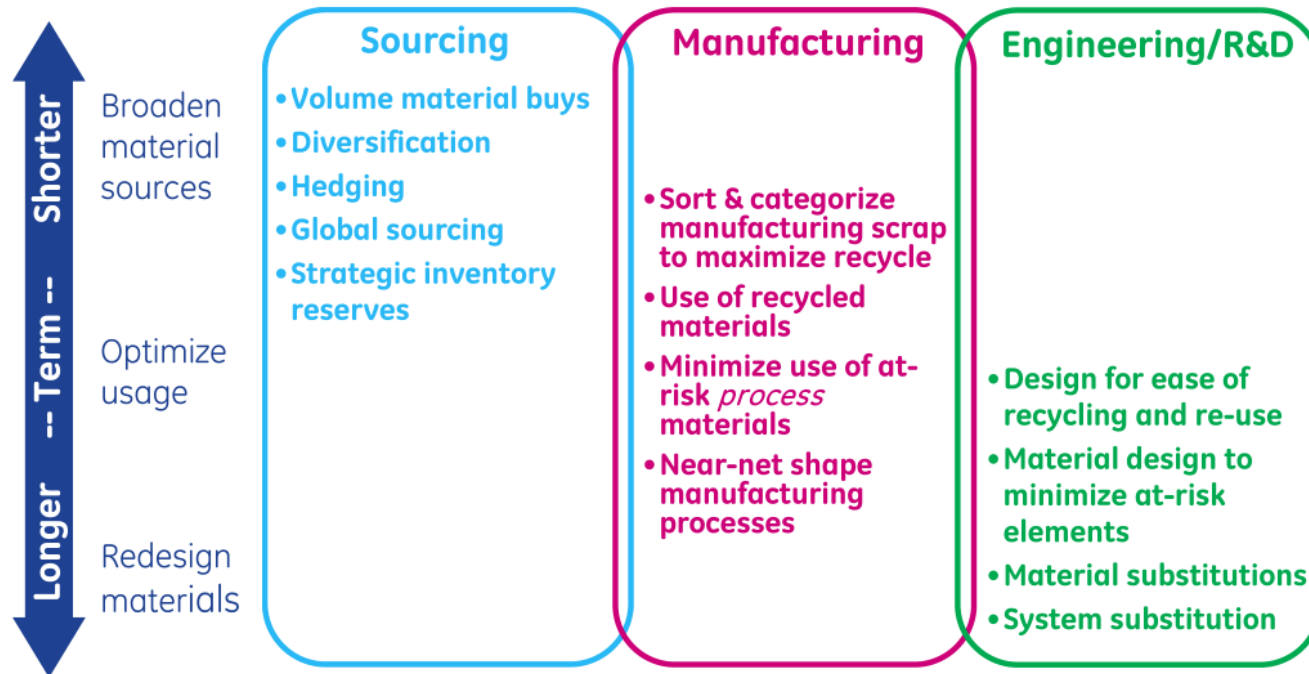 Shorter
-- Term --
Longer
Broaden
material
sources
Optimize
usage
Redesign
materials
Sourcing
•Volume material buys
•Diversification
•Hedging
•Global sourcing
•Strategic inventory
reserves
Manufacturing
•Sort & categorize
manufacturing scrap
to maximize recycle
•Use of recycled
materials
•Minimize use of at-
risk process
materials
•Near-net shape
manufacturing
processes
Engineering/R&D
•Design for ease of
recycling and re-use
•Material design to
minimize at-risk
elements
•Material substitutions
•System substitution